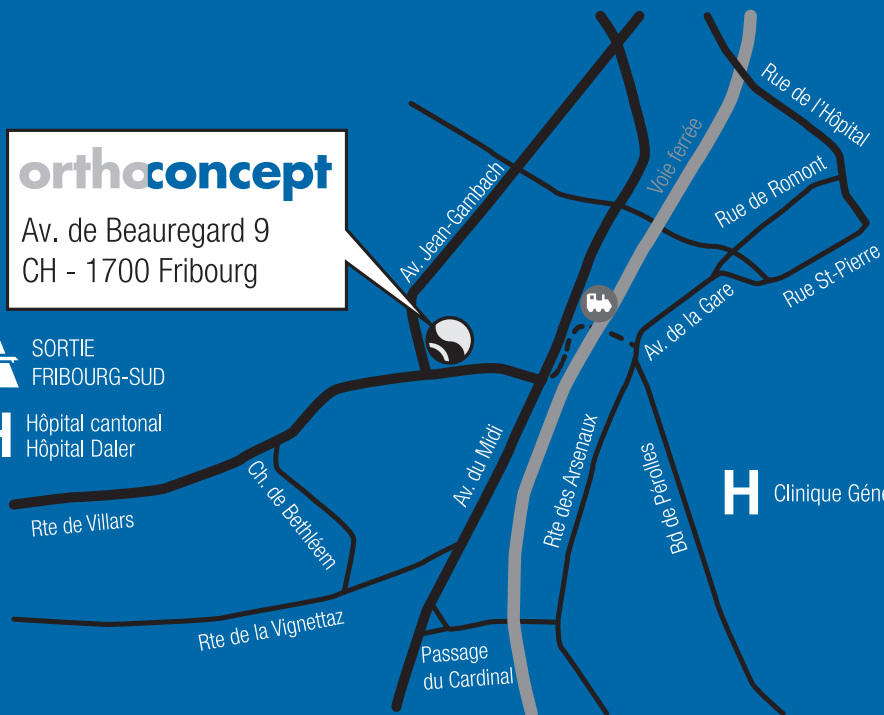 orthoconcept
Av. de Beauregard 9
CH - 1700 Fribourg
SORTIE
FRIBOURG-SUD
Hôpital cantonal
Hôpital Daler
Rte de Villars
Ch. de Bethléem
Rte de la Vignettaz
Av. Jean-Gambach
Av. du Midi
Passage
du Cardinal
Voie ferrée
Rue de l'Hôpital
Rue de Romont
Rue St-Pierre
Av. de la Gare
Rte des Arsenaux
Bd de Pérolles
H
Clinique